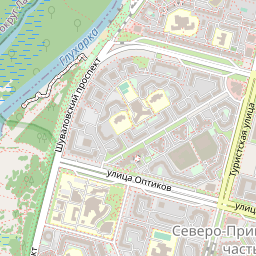 Глухарка
Шуваловский проспект
Туристская улица
улица Оптиков
Северо-При
часть